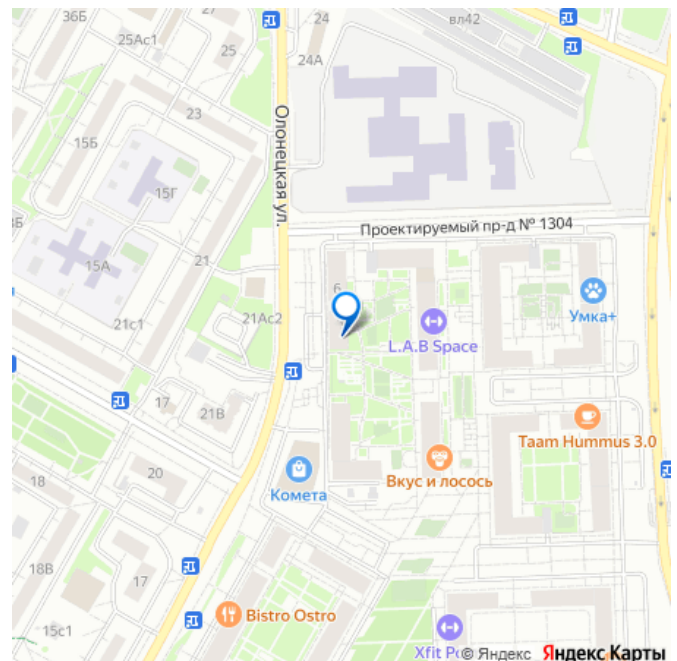 36Б
27
24
вл42
25Ас1
25
24А
23
15Б
Олонецкая ул.
15Г
Проектируемый пр-д № 1304
15А
21
6
Умка+
21с1
21Ас2
L.A.B Space
17
21В
Taam Hummus 3.0
20
Вкус и лосось
18
Комета
18В
17
Bistro Ostro
15с1
Xfit
© Яндекс Яндекс Карты